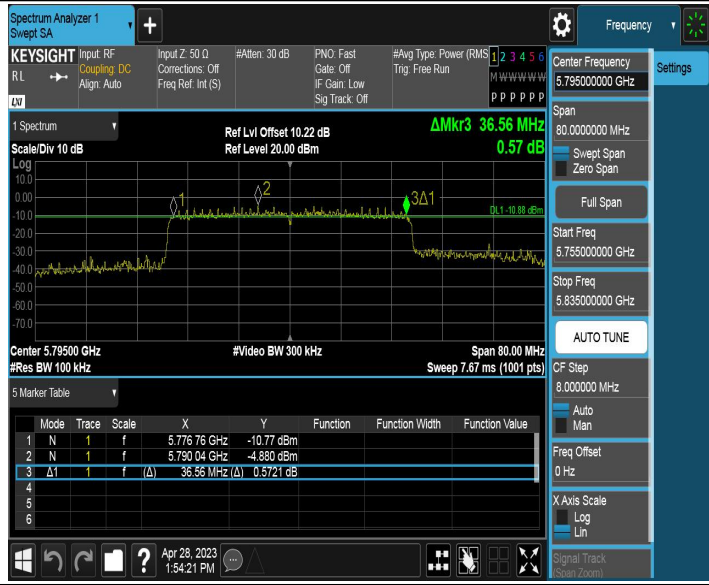 Spectrum Analyzer 1
Swept SA
Frequency
KEYSIGHT
RL
LXI
Input: RF
Coupling: DC
Align: Auto
Input Z: 50 Ω
Corrections: Off
Freq Ref: Int (S)
#Atten: 30 dB
PNO: Fast
Gate: Off
IF Gain: Low
Sig Track: Off
#Avg Type: Power (RMS
Trig: Free Run
1 2 3 4 5 6
M W W W W W
P P P P P P
1 Spectrum
Scale/Div 10 dB
Ref Lvl Offset 10.22 dB
Ref Level 20.00 dBm
ΔMkr3 36.56 MHz
0.57 dB
Log
10.0
0.00
-10.0
-20.0
-30.0
-40.0
-50.0
-60.0
-70.0
1
2
3Δ1
DL1 -10.88 dBm
Center 5.79500 GHz
#Res BW 100 kHz
#Video BW 300 kHz
Span 80.00 MHz
Sweep 7.67 ms (1001 pts)
5 Marker Table
Mode Trace Scale X Y Function Function Width Function Value
1 N 1 f 5.776 76 GHz -10.77 dBm
2 N 1 f 5.790 04 GHz -4.880 dBm
3 Δ1 1 f (Δ) 36.56 MHz (Δ) 0.5721 dB
4
5
6
Apr 28, 2023
1:54:21 PM
Center Frequency
5.795000000 GHz
Settings
Span
80.0000000 MHz
Swept Span
Zero Span
Full Span
Start Freq
5.755000000 GHz
Stop Freq
5.835000000 GHz
AUTO TUNE
CF Step
8.000000 MHz
Auto
Man
Freq Offset
0 Hz
X Axis Scale
Log
Lin
Signal Track
(Span Zoom)